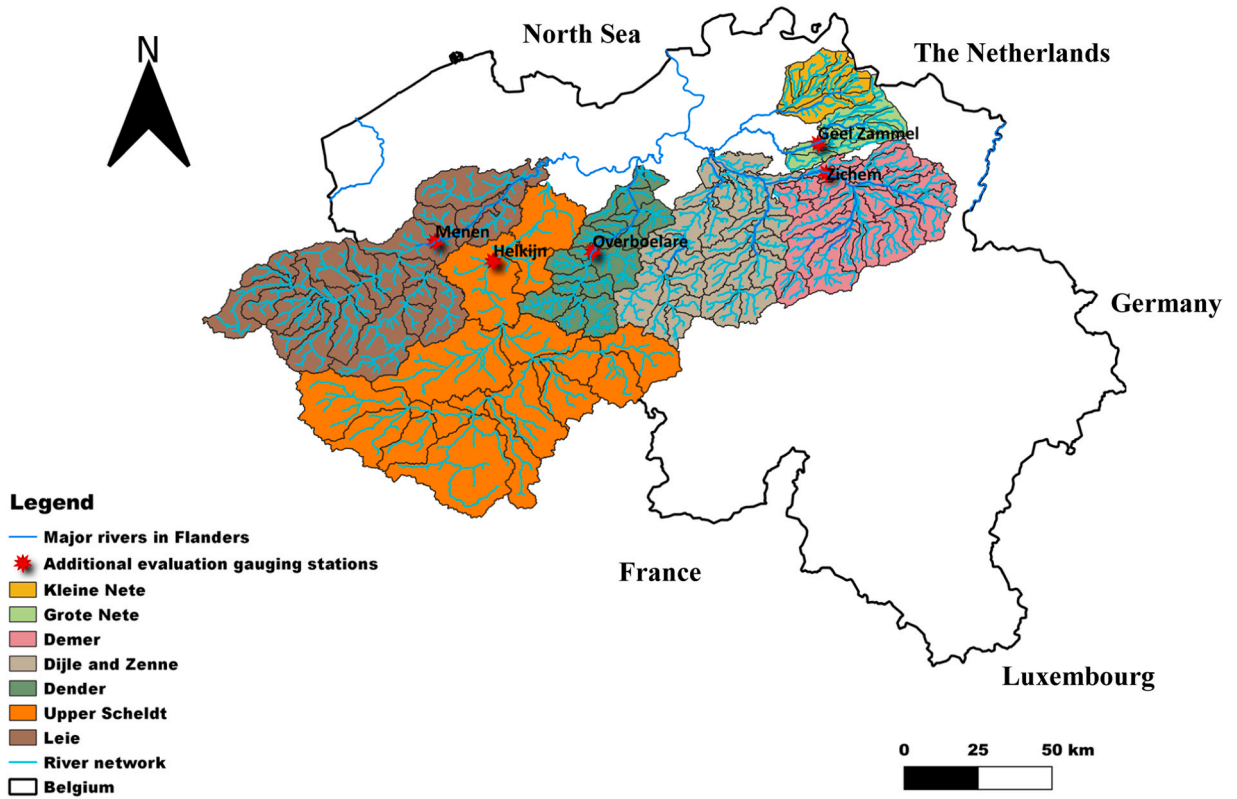 North Sea
N
The Netherlands
Geel Zammel
Zichem
Menen
Helkijn
Overboelare
Germany
Legend
Major rivers in Flanders
Additional evaluation gauging stations
Kleine Nete
Grote Nete
Demer
Dijle and Zenne
Dender
Upper Scheldt
Leie
River network
Belgium
France
Luxembourg
0 25 50 km